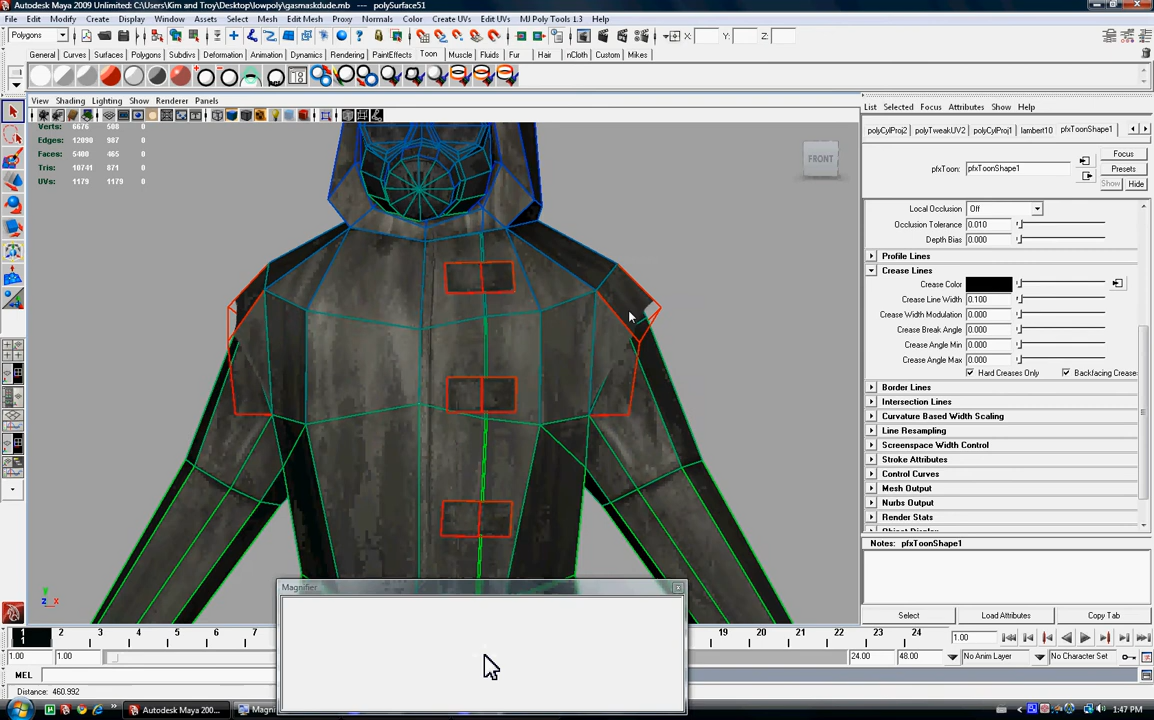 Autodesk Maya 2009 Unlimited: C:\Users\Kim and Troy\Desktop\lowpoly\gasmaskdude.mb --- polySurface51
File Edit Modify Create Display Window Assets Select Mesh Edit Mesh Proxy Normals Color Create UVs Edit UVs MJ Poly Tools 1.3 Help
Polygons X: Y: Z:
General Curves Surfaces Polygons Subdivs Deformation Animation Dynamics Rendering PaintEffects Toon Muscle Fluids Fur Hair nCloth Custom Mikes
View Shading Lighting Show Renderer Panels
List Selected Focus Attributes Show Help
Verts: 6676 508 0
Edges: 12090 987 0
Faces: 5400 465 0
Tris: 10741 871 0
UVs: 1179 1179 0
FRONT
polyCylProj2 polyTweakUV2 polyCylProj1 lambert10 pfxToonShape1
pfxToon: pfxToonShape1
Focus
Presets
Show Hide
Local Occlusion Off
Occlusion Tolerance 0.010
Depth Bias 0.000
Profile Lines
Crease Lines
Crease Color
Crease Line Width 0.100
Crease Width Modulation 0.000
Crease Break Angle 0.000
Crease Angle Min 0.000
Crease Angle Max 0.000
Hard Creases Only Backfacing Creases
Border Lines
Intersection Lines
Curvature Based Width Scaling
Line Resampling
Screenspace Width Control
Stroke Attributes
Control Curves
Mesh Output
Nurbs Output
Render Stats
Object Display
Notes: pfxToonShape1
Select Load Attributes Copy Tab
Magnifier
1 2 3 4 5 6 7 19 20 21 22 23 24 1.00
1
1.00 1.00 24.00 48.00 No Anim Layer No Character Set
MEL
Distance: 460.992
Autodesk Maya 200... Magni
1:47 PM